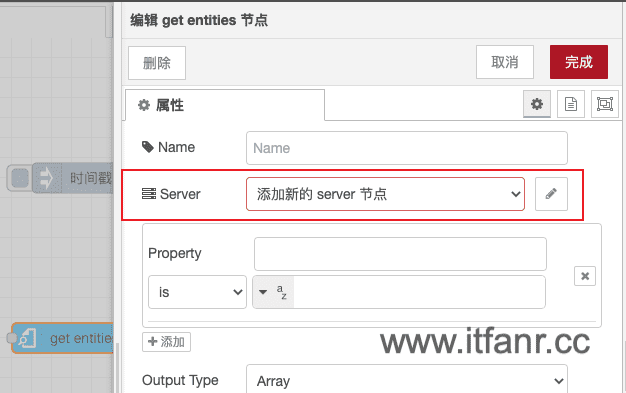 编辑 get entities 节点
删除
取消
完成
属性
Name
Name
时间戳
Server
添加新的 server 节点
Property
is
az
get entities
添加
www.itfanr.cc
Output Type
Array